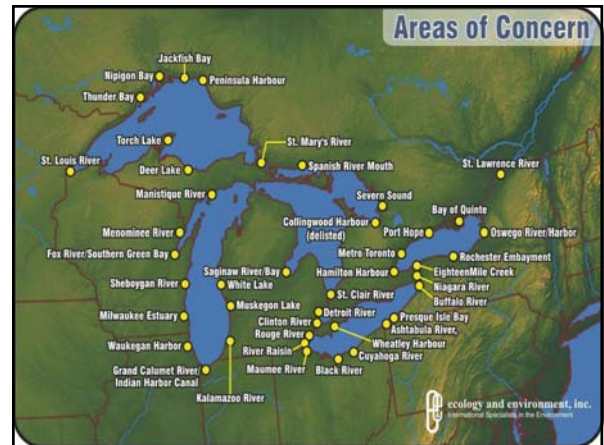 Areas of Concern
Jackfish Bay
Nipigon Bay
Peninsula Harbour
Thunder Bay
Torch Lake
St. Mary's River
St. Louis River
Deer Lake
Spanish River Mouth
St. Lawrence River
Manistique River
Severn Sound
Collingwood Harbour
(delisted)
Bay of Quinte
Menominee River
Port Hope
Oswego River/Harbor
Fox River/Southern Green Bay
Metro Toronto
Rochester Embayment
Saginaw River/Bay
Hamilton Harbour
EighteenMile Creek
Sheboygan River
White Lake
Niagara River
St. Clair River
Buffalo River
Muskegon Lake
Milwaukee Estuary
Detroit River
Presque Isle Bay
Clinton River
Ashtabula River,
Rouge River
Wheatley Harbour
Waukegan Harbor
River Raisin
Cuyahoga River
Maumee River
Black River
Grand Calumet River/
Indian Harbor Canal
Kalamazoo River
ecology and environment, inc.
International Specialists in the Environment